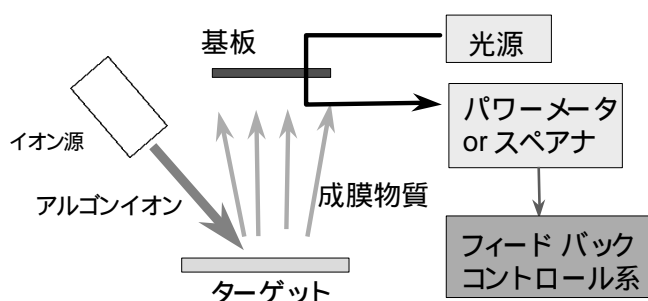 基板
光源
イオン源
パワーメータ
or スペアナ
アルゴンイオン
成膜物質
フィード バック
コントロール系
ターゲット